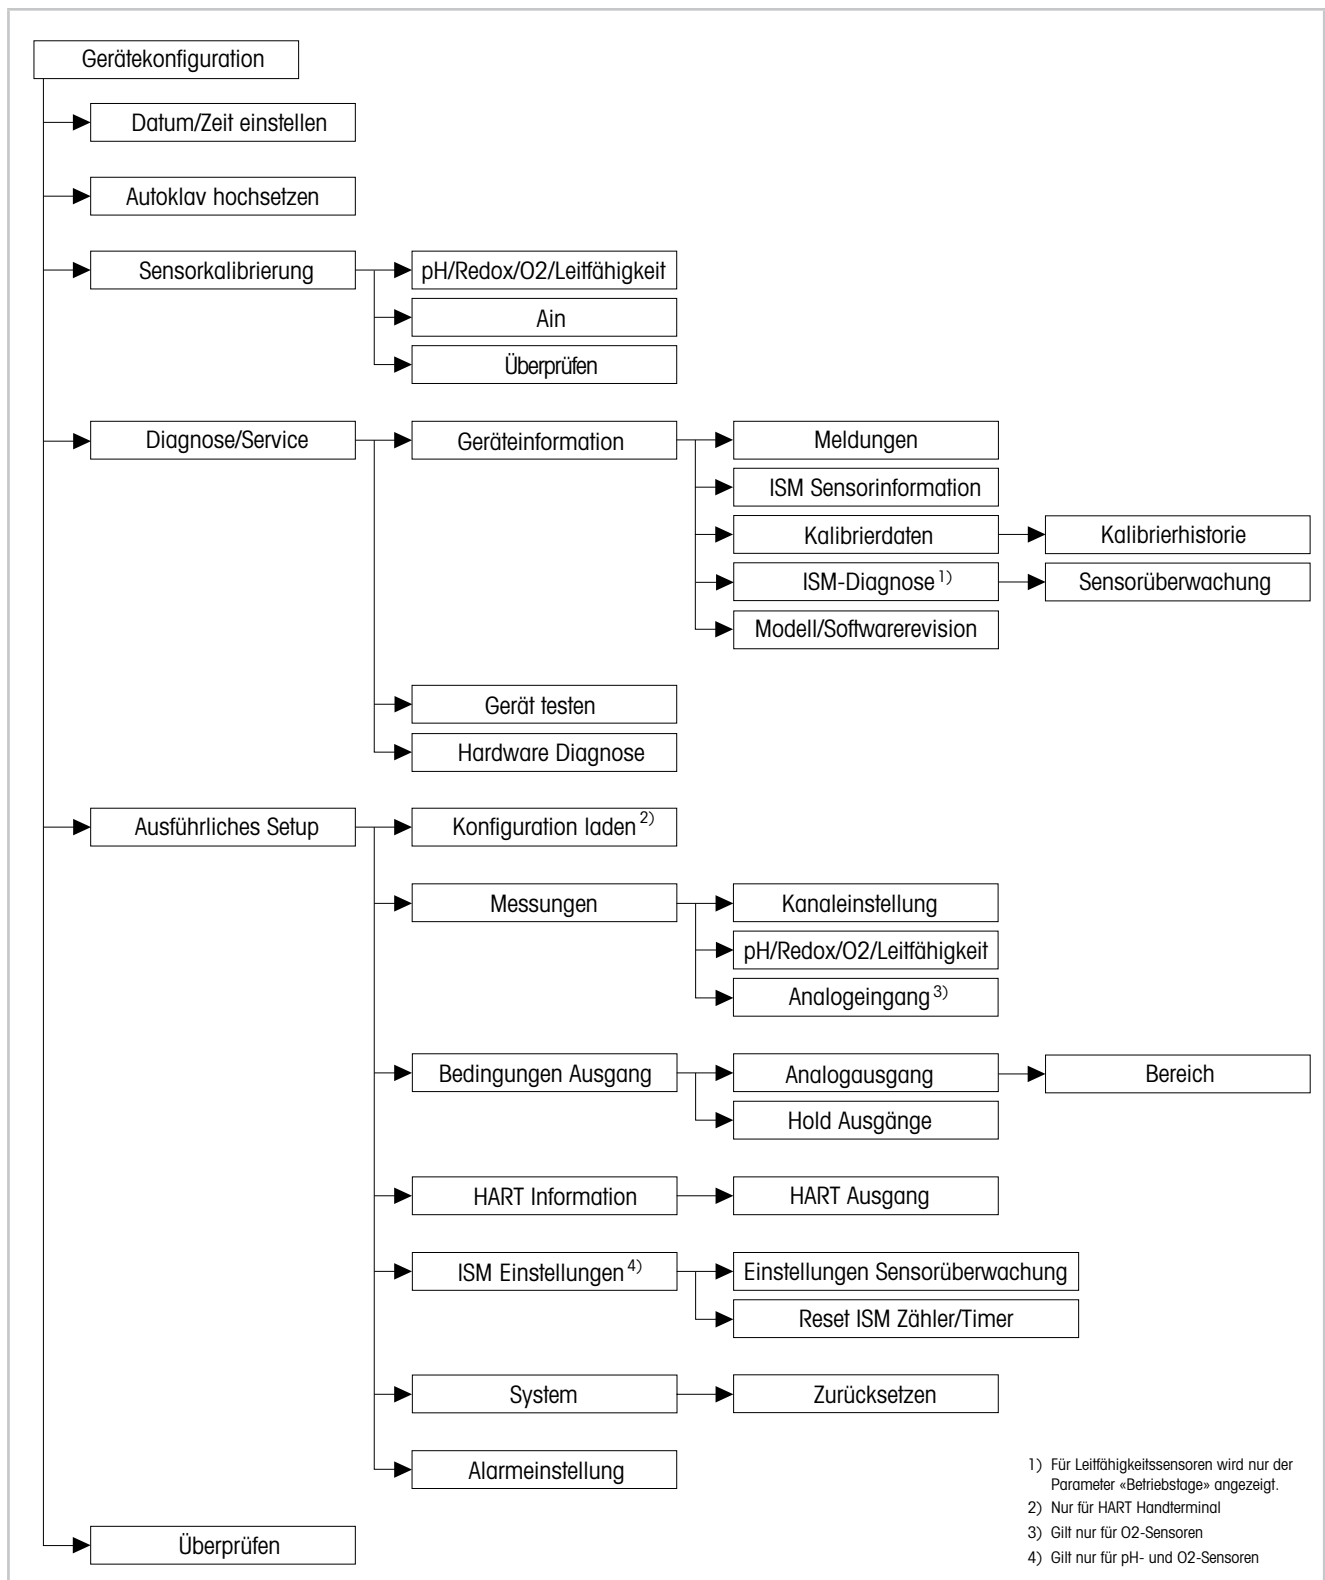 Gerätekonfiguration
Datum/Zeit einstellen
Autoklav hochsetzen
Sensorkalibrierung
pH/Redox/O2/Leitfähigkeit
Ain
Überprüfen
Diagnose/Service
Geräteinformation
Meldungen
ISM Sensorinformation
Kalibrierdaten
Kalibrierhistorie
ISM-Diagnose 1)
Sensorüberwachung
Modell/Softwarerevision
Gerät testen
Hardware Diagnose
Ausführliches Setup
Konfiguration laden 2)
Messungen
Kanaleinstellung
pH/Redox/O2/Leitfähigkeit
Analogeingang 3)
Bedingungen Ausgang
Analogausgang
Bereich
Hold Ausgänge
HART Information
HART Ausgang
ISM Einstellungen 4)
Einstellungen Sensorüberwachung
Reset ISM Zähler/Timer
System
Zurücksetzen
Alarmeinstellung
Überprüfen
1) Für Leitfähigkeitssensoren wird nur der
Parameter «Betriebstage» angezeigt.
2) Nur für HART Handterminal
3) Gilt nur für O2-Sensoren
4) Gilt nur für pH- und O2-Sensoren